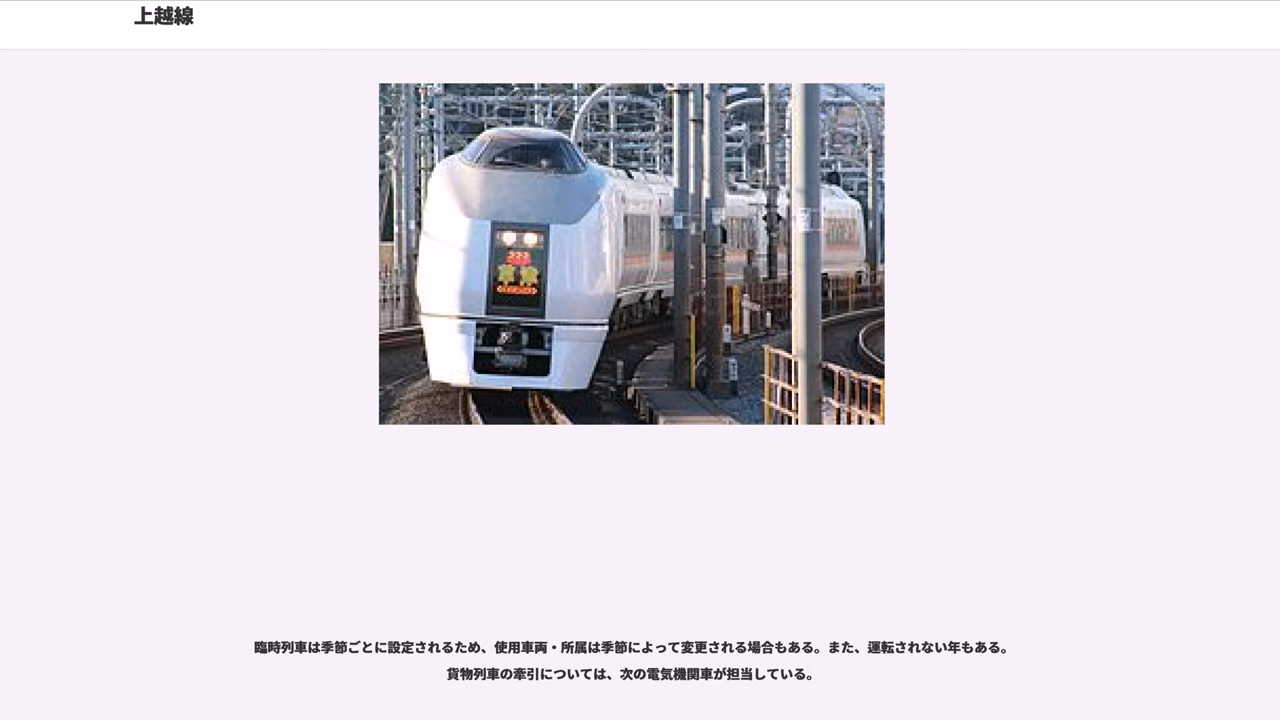 上越線
臨時列車は季節ごとに設定されるため、使用車両・所属は季節によって変更される場合もある。また、運転されない年もある。
貨物列車の牽引については、次の電気機関車が担当している。